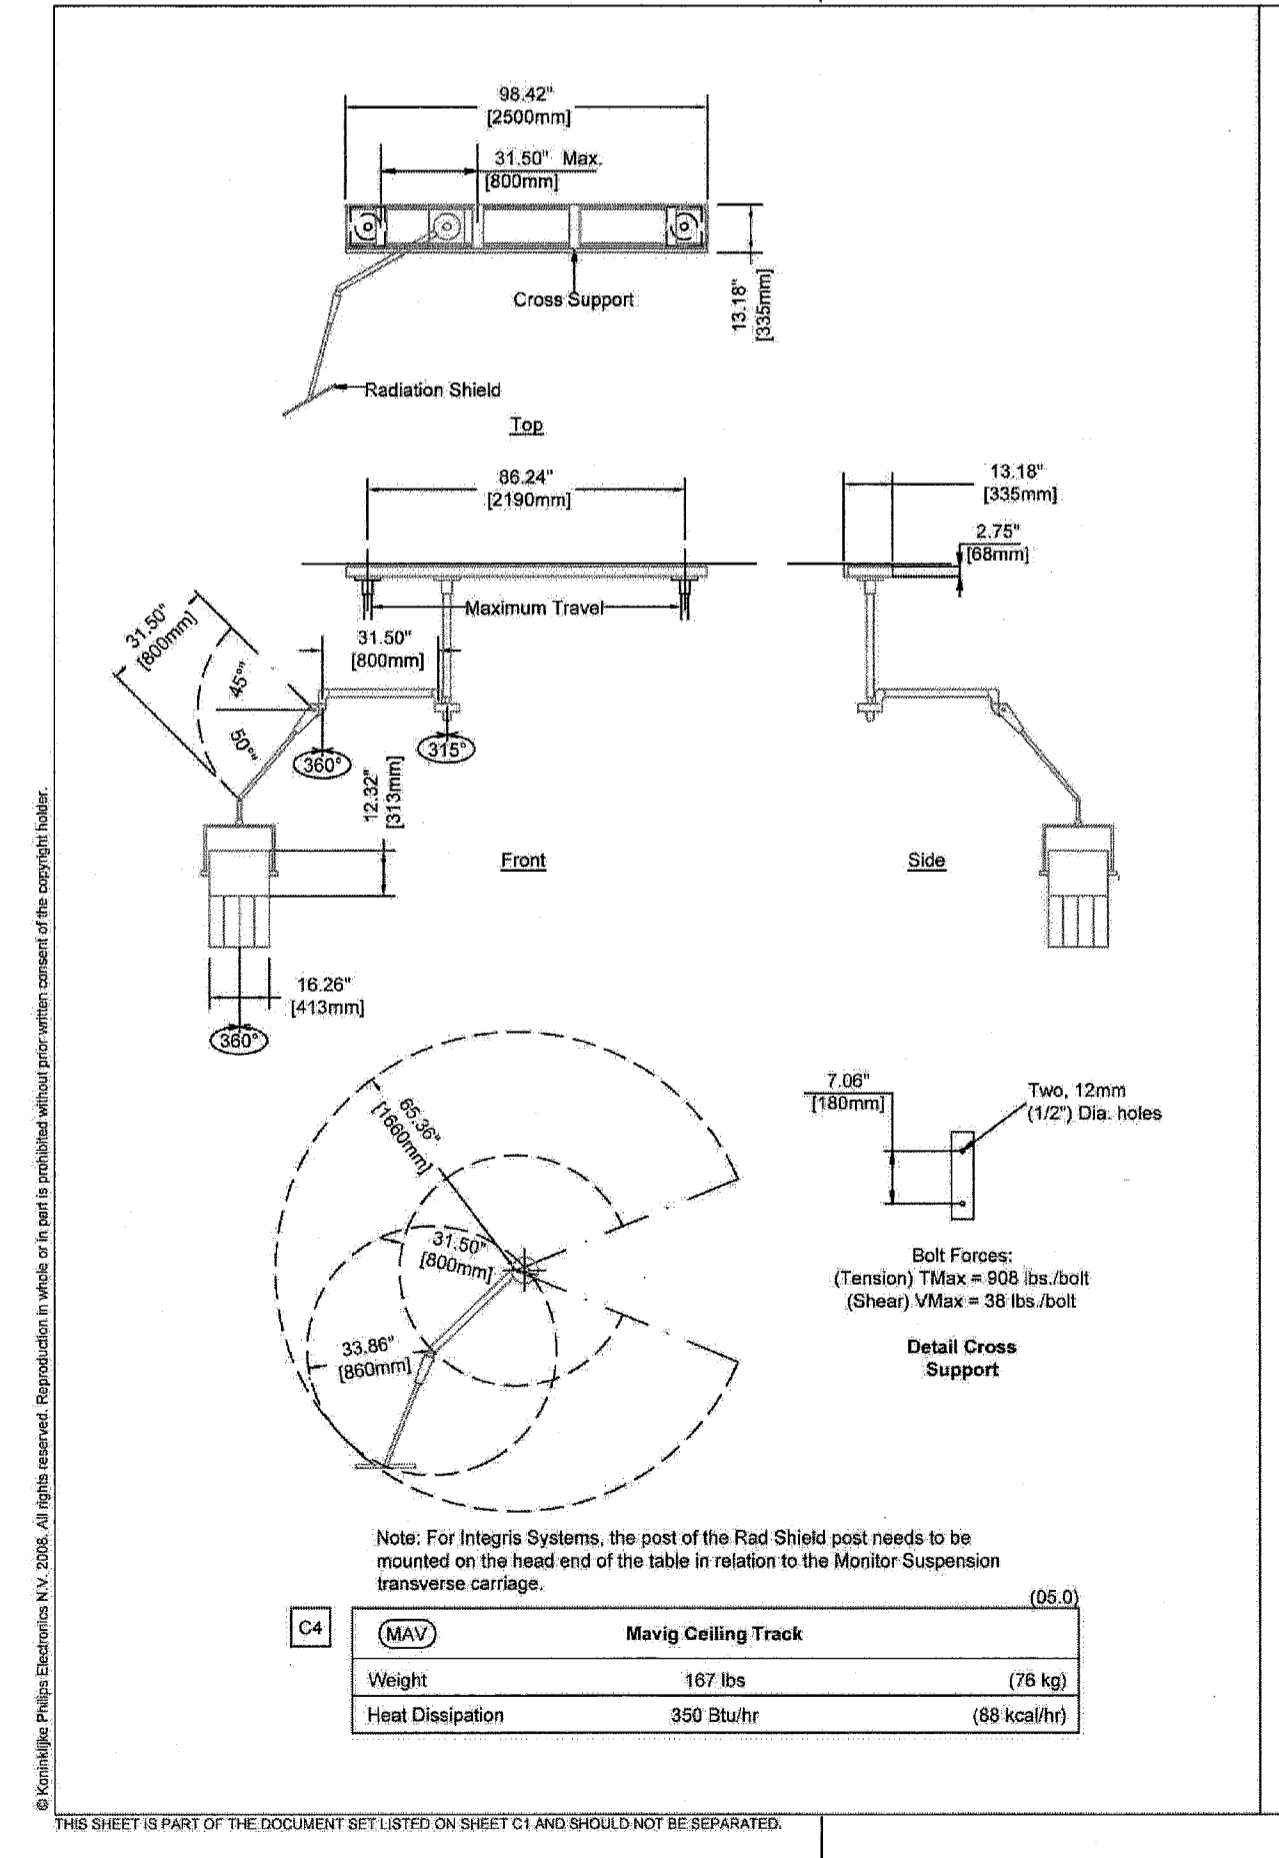 98.42"
[2500mm]
31.50" Max.
[800mm]
13.18"
[335mm]
Cross Support
Radiation Shield
Top
86.24"
[2190mm]
13.18"
[335mm]
2.75"
[68mm]
Maximum Travel
31.50"
[800mm]
45°"
50°"
31.50"
[800mm]
360°
315°
12.32"
[313mm]
Front
Side
16.26"
[413mm]
360°
65.36"
[1660mm]
31.50"
[800mm]
33.86"
[860mm]
7.06"
[180mm]
Two, 12mm
(1/2") Dia. holes
Bolt Forces:
(Tension) TMax = 908 lbs./bolt
(Shear) VMax = 38 lbs./bolt
Detail Cross
Support
Note: For Integris Systems, the post of the Rad Shield post needs to be
mounted on the head end of the table in relation to the Monitor Suspension
transverse carriage.
(05.0)
C4
MAV Mavig Ceiling Track
Weight 167 lbs (76 kg)
Heat Dissipation 350 Btu/hr (88 kcal/hr)
© Koninklijke Philips Electronics N.V. 2008. All rights reserved. Reproduction in whole or in part is prohibited without prior written consent of the copyright holder.
THIS SHEET IS PART OF THE DOCUMENT SET LISTED ON SHEET C1 AND SHOULD NOT BE SEPARATED.